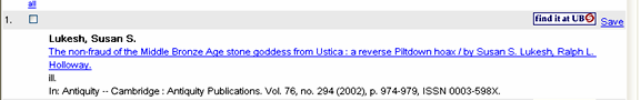 all
1. find it at UB Save
Lukesh, Susan S.
The non-fraud of the Middle Bronze Age stone goddess from Ustica : a reverse Piltdown hoax / by Susan S. Lukesh, Ralph L.
Holloway.
ill.
In: Antiquity -- Cambridge : Antiquity Publications. Vol. 76, no. 294 (2002), p. 974-979, ISSN 0003-598X.